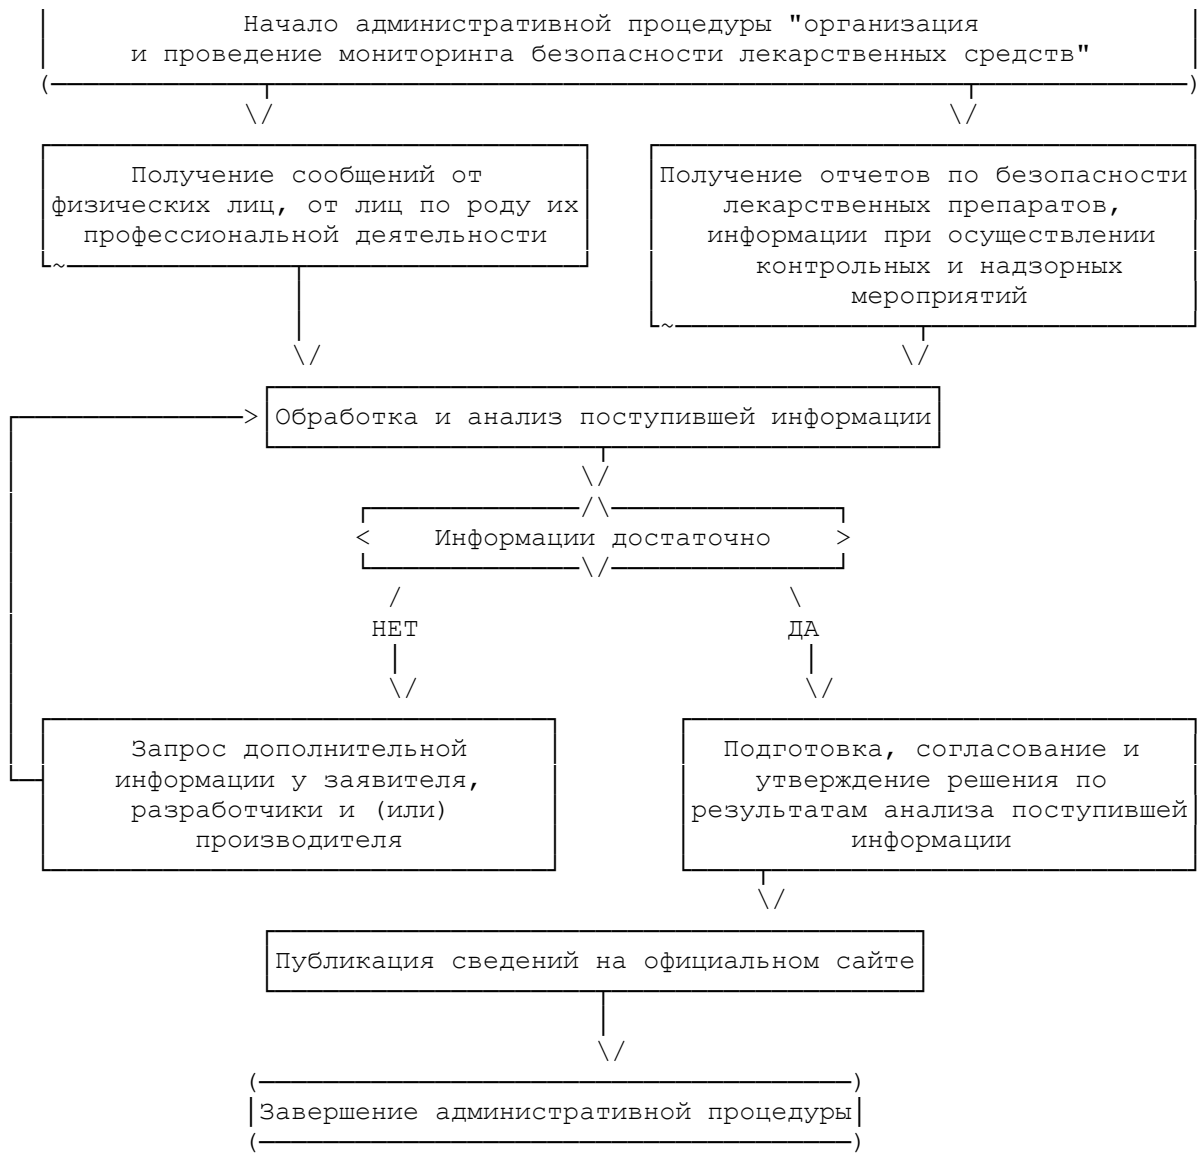 Начало административной процедуры "организация
и проведение мониторинга безопасности лекарственных средств"
Получение сообщений от
физических лиц, от лиц по роду их
профессиональной деятельности
Получение отчетов по безопасности
лекарственных препаратов,
информации при осуществлении
контрольных и надзорных
мероприятий
Обработка и анализ поступившей информации
Информации достаточно
НЕТ
ДА
Запрос дополнительной
информации у заявителя,
разработчики и (или)
производителя
Подготовка, согласование и
утверждение решения по
результатам анализа поступившей
информации
Публикация сведений на официальном сайте
Завершение административной процедуры